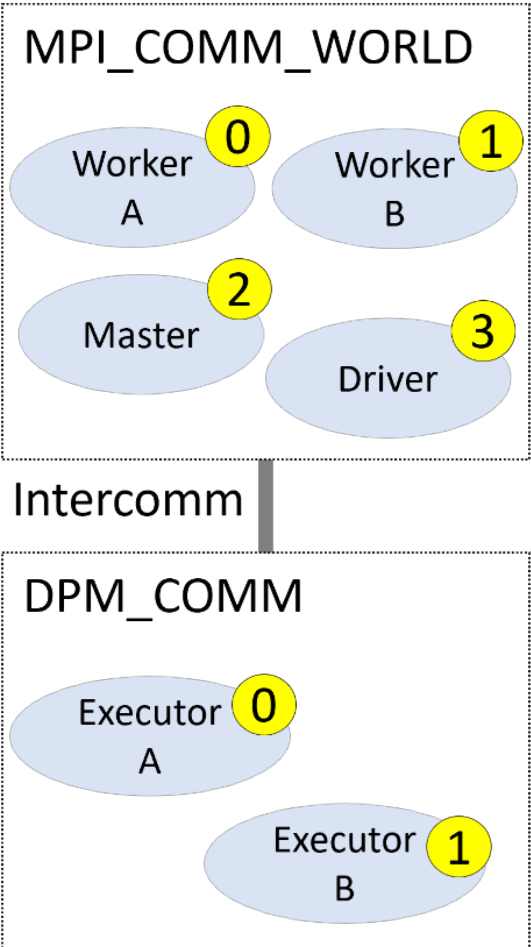 MPI_COMM_WORLD
Worker
A
0
Worker
B
1
Master
2
Driver
3
Intercomm
DPM_COMM
Executor
A
0
Executor
B
1